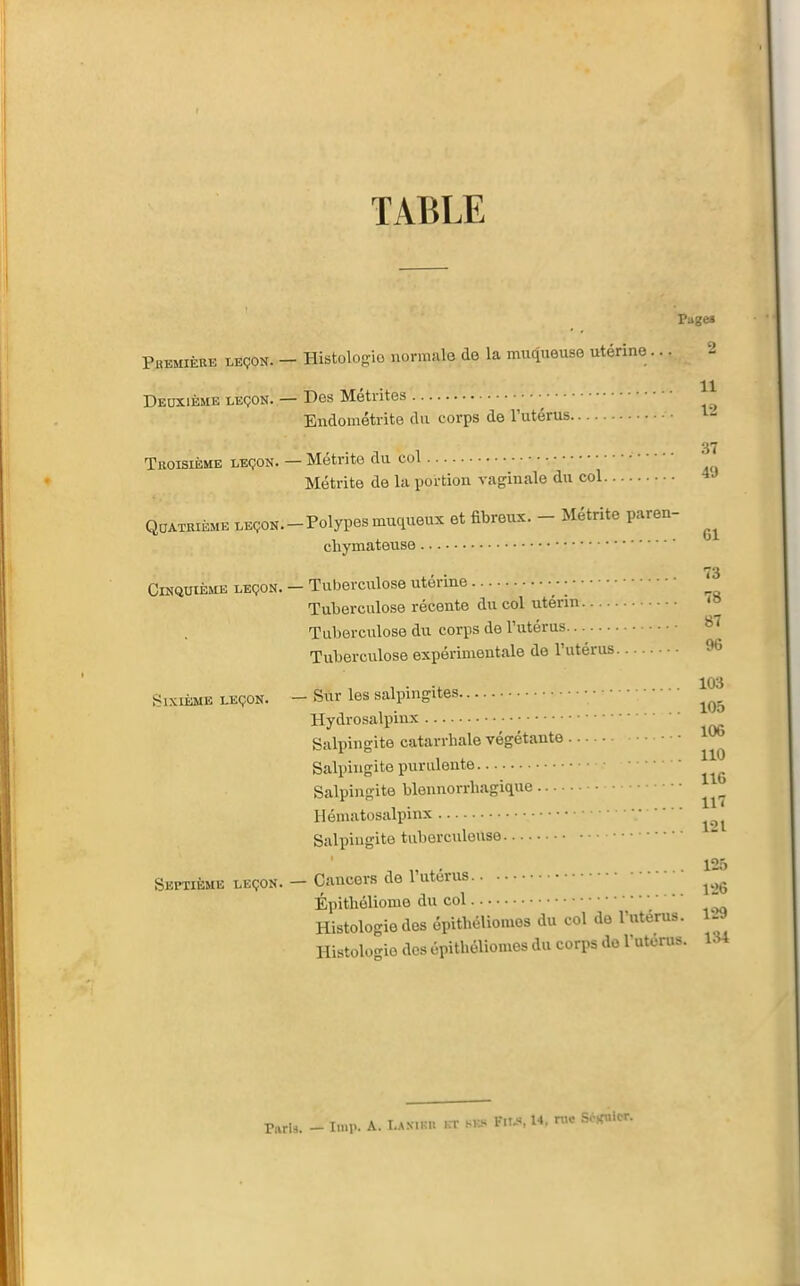 TABLE
Pages
PREMIÈRE LEÇON. — Histologie normale de la muqueuse utérine... 2
DEUXIÈME LEÇON. — Des Métrites ........ 11
Endométrite du corps de l'utérus........ 12
TROISIÈME LEÇON. — Métrite du col ........ 37
Métrite de la portion vaginale du col........ 49
QUATRIÈME LEÇON. — Polypes muqueux et fibreux. — Métrite paren-
chymateuse ........ 61
CINQUIÈME LEÇON. — Tuberculose utérine ........ 73
Tuberculose récente du col utérin........ 78
Tuberculose du corps de l'utérus........ 87
Tuberculose expérimentale de l'utérus........ 96
SIXIÈME LEÇON. — Sur les salpingites........ 103
Hydrosalpinx ........ 105
Salpingite catarrhale végétante ........ 106
Salpingite purulente........ 110
Salpingite blennorrhagique ........ 116
Hématosalpinx ........ 117
Salpingite tuberculeuse........ 121
SEPTIÈME LEÇON. — Cancers de l'utérus........ 125
Épithéliome du col........ 126
Histologie des épithéliomes du col de l'utérus. 129
Histologie des épithéliomes du corps de l'utérus. 134
Paris. — Imp. A. LANIER ET SES FILS, 14, rue Séguier.